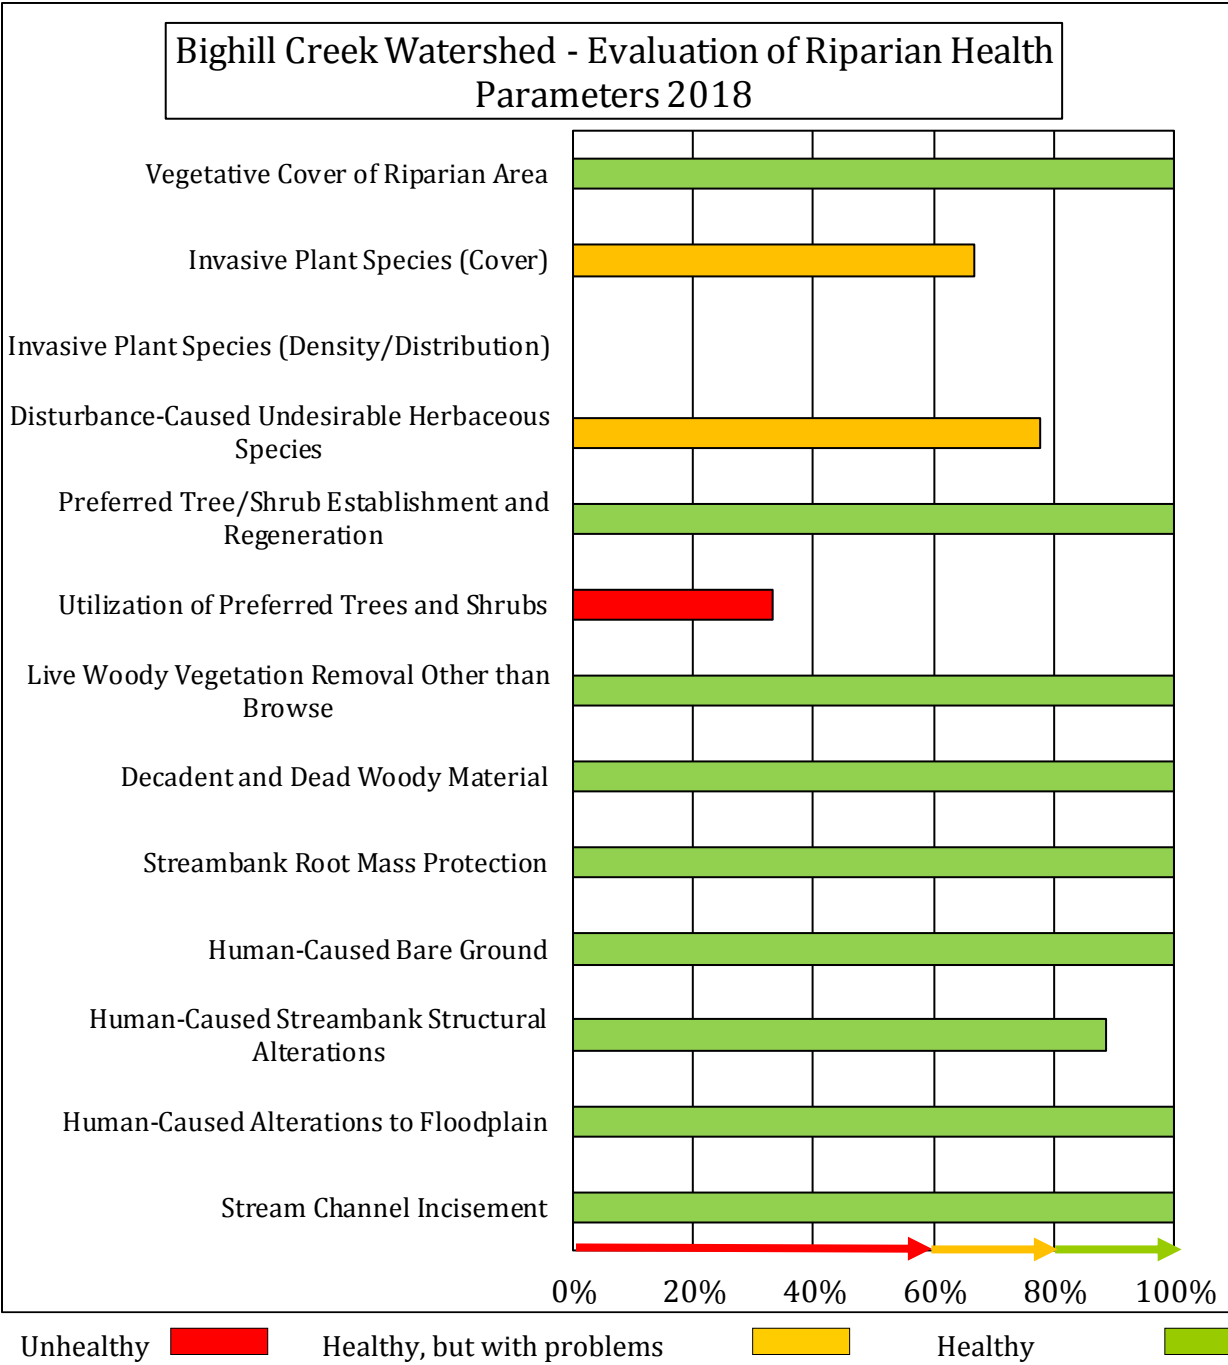 Bighill Creek Watershed - Evaluation of Riparian Health
Parameters 2018
Vegetative Cover of Riparian Area
Invasive Plant Species (Cover)
Invasive Plant Species (Density/Distribution)
Disturbance-Caused Undesirable Herbaceous
Species
Preferred Tree/Shrub Establishment and
Regeneration
Utilization of Preferred Trees and Shrubs
Live Woody Vegetation Removal Other than
Browse
Decadent and Dead Woody Material
Streambank Root Mass Protection
Human-Caused Bare Ground
Human-Caused Streambank Structural
Alterations
Human-Caused Alterations to Floodplain
Stream Channel Incisement
0% 20% 40% 60% 80% 100%
Unhealthy Healthy, but with problems Healthy